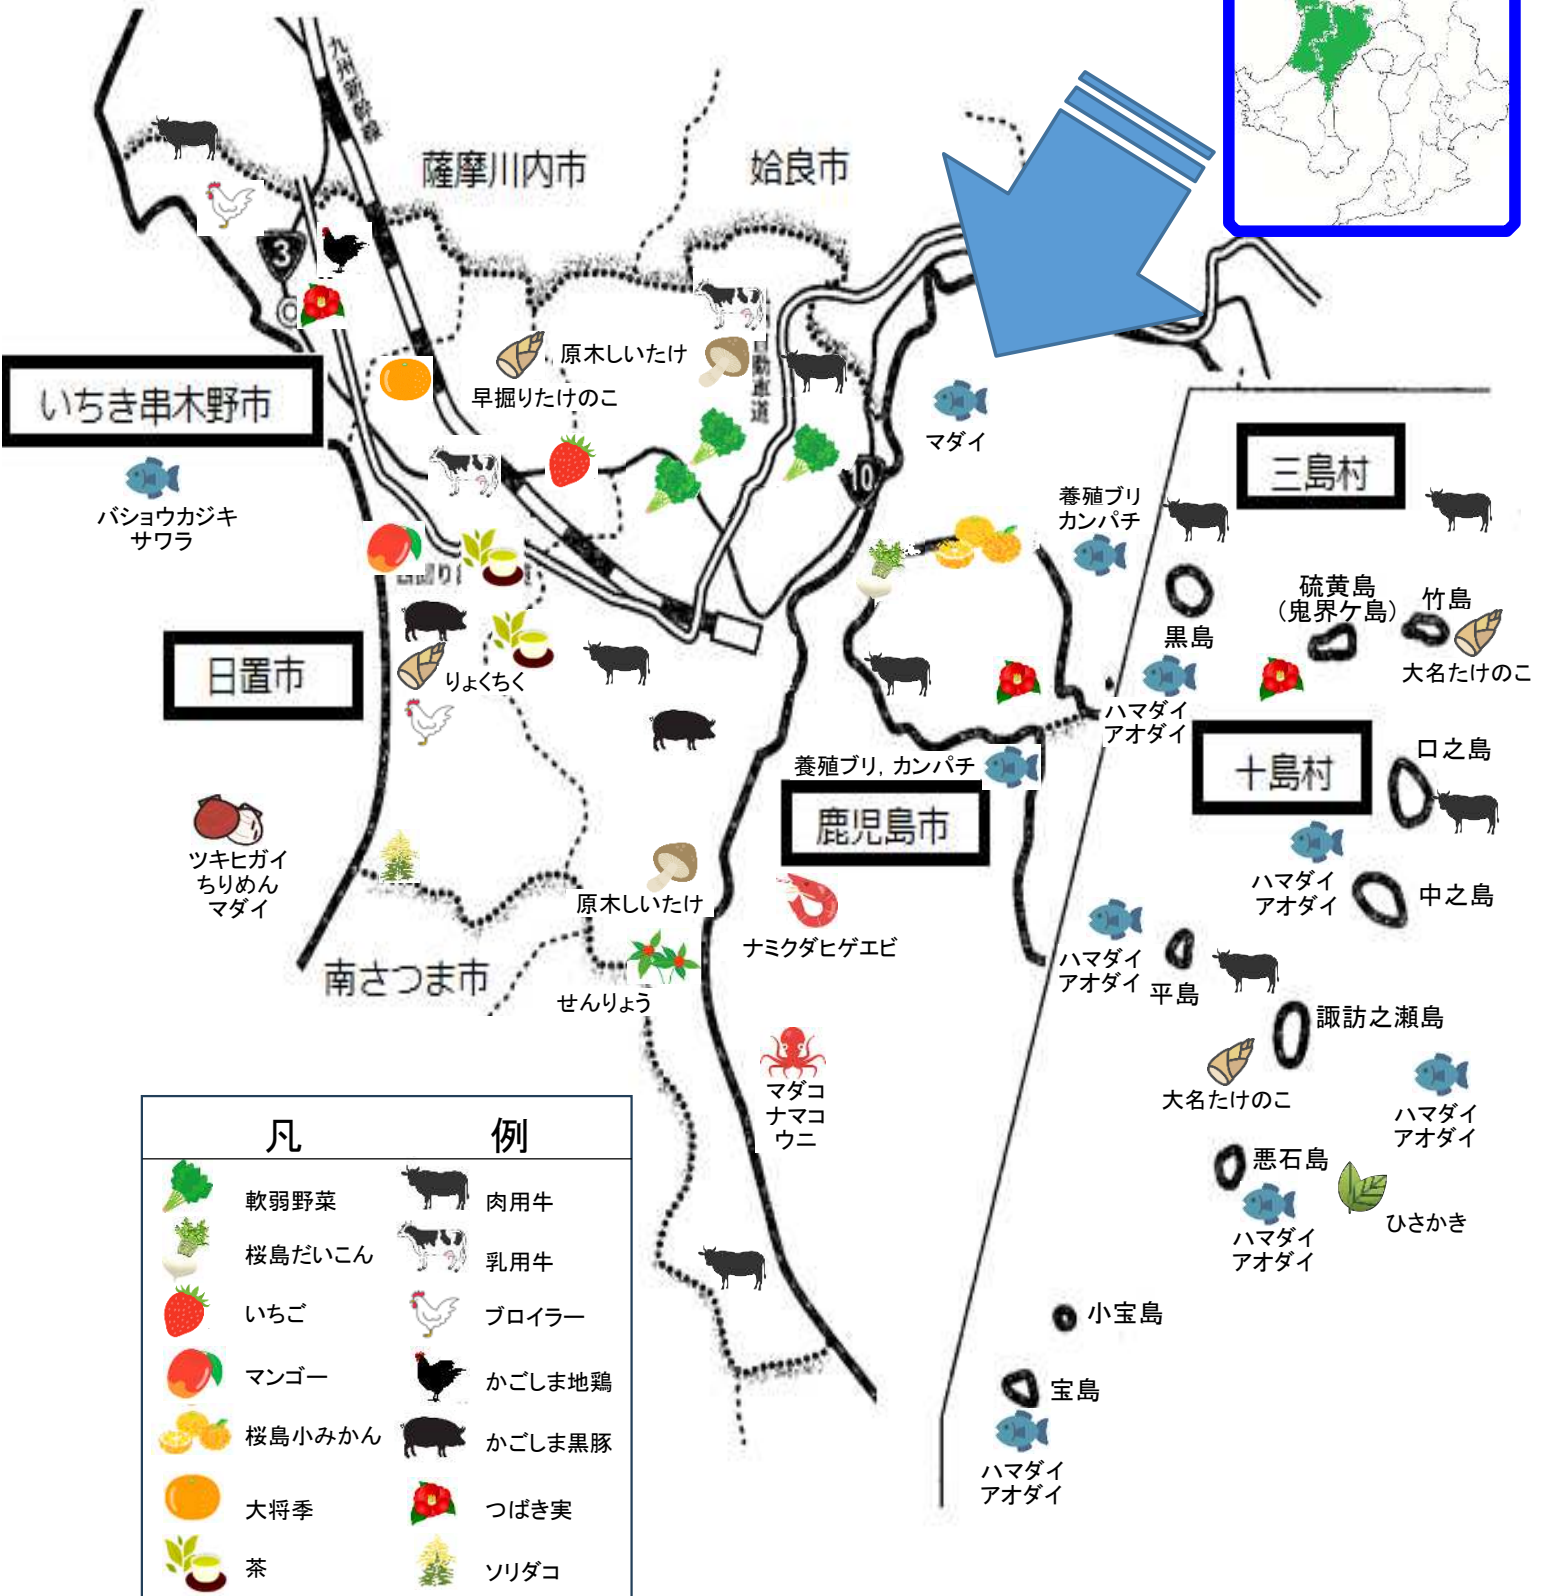 九州新幹線
薩摩川内市
姶良市
3
原木しいたけ
早掘りたけのこ
自動車道
いちき串木野市
マダイ
10
三島村
バショウカジキ
サワラ
養殖ブリ
カンパチ
硫黄島
(鬼界ケ島)
竹島
黒島
大名たけのこ
日置市
りょくちく
ハマダイ
アオダイ
十島村
口之島
養殖ブリ，カンパチ
鹿児島市
ツキヒガイ
ちりめん
マダイ
原木しいたけ
ハマダイ
アオダイ
中之島
ナミクダヒゲエビ
南さつま市
せんりょう
ハマダイ
アオダイ
平島
諏訪之瀬島
マダコ
ナマコ
ウニ
大名たけのこ
ハマダイ
アオダイ
悪石島
ひさかき
ハマダイ
アオダイ
小宝島
宝島
ハマダイ
アオダイ
凡 例
軟弱野菜
肉用牛
桜島だいこん
乳用牛
いちご
ブロイラー
マンゴー
かごしま地鶏
桜島小みかん
かごしま黒豚
大将季
つばき実
茶
ソリダコ